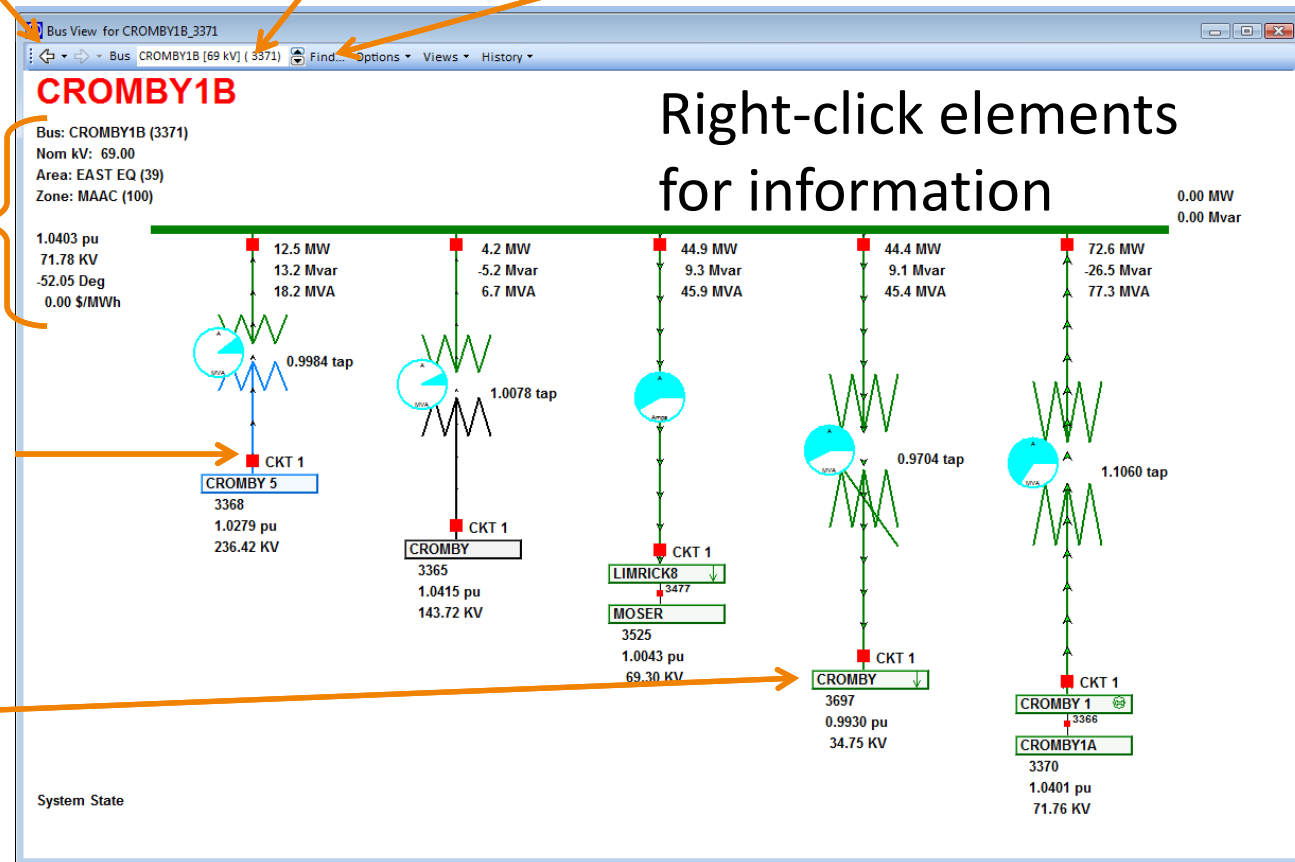 Bus View for CROMBY1B_3371
Bus CROMBY1B [69 kV] ( 3371) Find... Options Views History
CROMBY1B
Right-click elements
for information
Bus: CROMBY1B (3371)
Nom kV: 69.00
Area: EAST EQ (39)
Zone: MAAC (100)
0.00 MW
0.00 Mvar
1.0403 pu
71.78 KV
-52.05 Deg
0.00 $/MWh
12.5 MW
13.2 Mvar
18.2 MVA
A
MVA
0.9984 tap
CKT 1
CROMBY 5
3368
1.0279 pu
236.42 KV
4.2 MW
-5.2 Mvar
6.7 MVA
A
MVA
1.0078 tap
CKT 1
CROMBY
3365
1.0415 pu
143.72 KV
44.9 MW
9.3 Mvar
45.9 MVA
A
Amps
CKT 1
LIMRICK8
3477
MOSER
3525
1.0043 pu
69.30 KV
44.4 MW
9.1 Mvar
45.4 MVA
A
MVA
0.9704 tap
CKT 1
CROMBY
3697
0.9930 pu
34.75 KV
72.6 MW
-26.5 Mvar
77.3 MVA
A
MVA
1.1060 tap
CKT 1
CROMBY 1
3366
CROMBY1A
3370
1.0401 pu
71.76 KV
System State